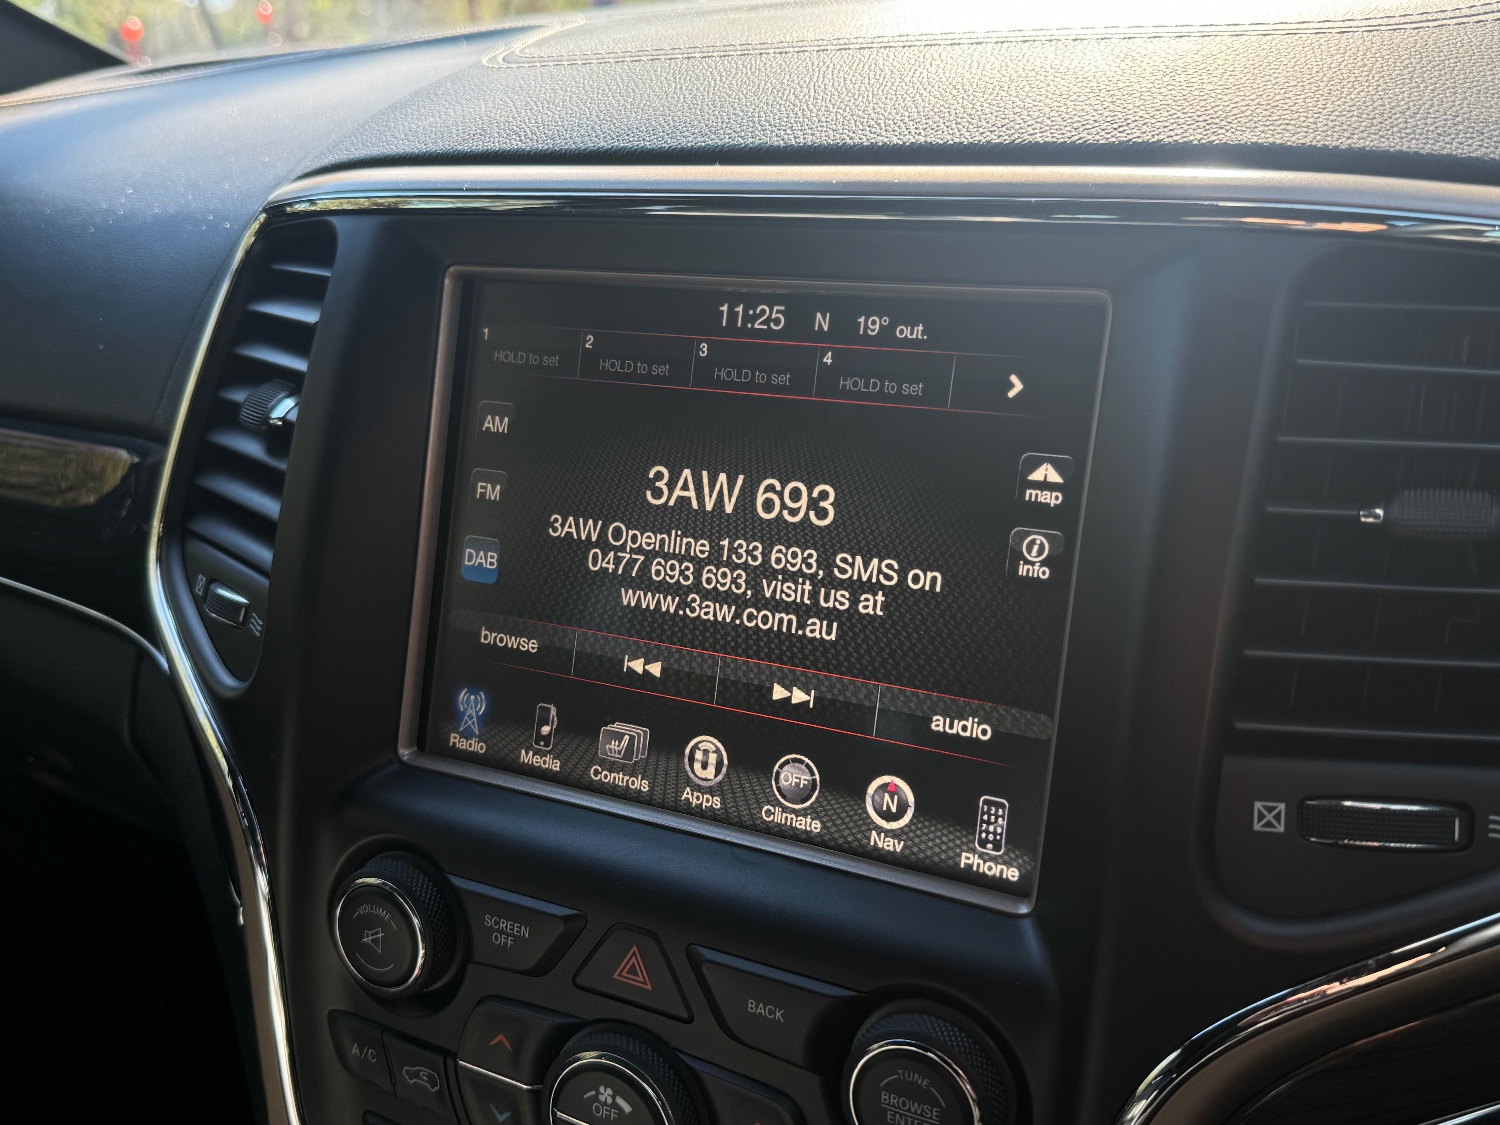 11:25 N 19° out.
1 HOLD to set 2 HOLD to set 3 HOLD to set 4 HOLD to set
AM
FM
DAB
3AW 693
3AW Openline 133 693, SMS on
0477 693 693, visit us at
www.3aw.com.au
map
info
browse
audio
Radio Media Controls Apps OFF Climate N Nav Phone
VOLUME
SCREEN
OFF
BACK
A/C
OFF
TUNE
BROWSE
ENTER